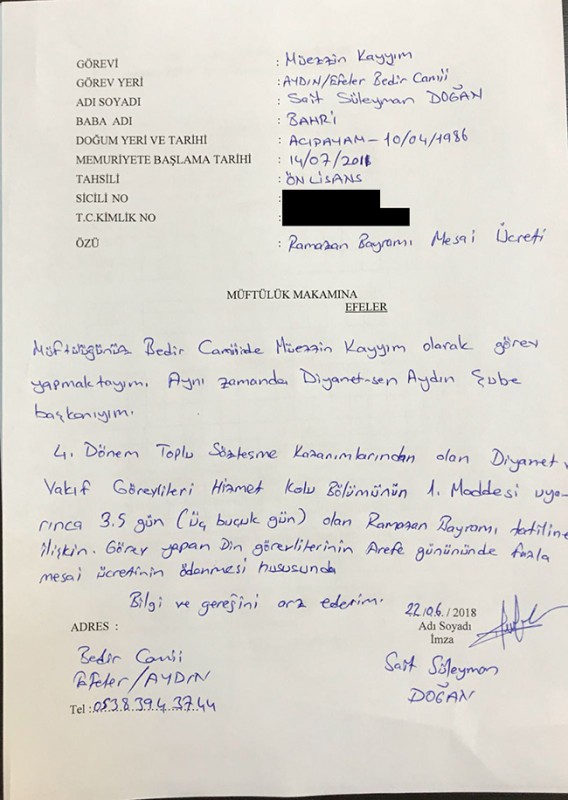 GÖREVİ : Müezzin Kayyım
GÖREV YERİ : AYDIN/Efeler Bedir Camii
ADI SOYADI : Sait Süleyman DOĞAN
BABA ADI : BAHRİ
DOĞUM YERİ VE TARİHİ : ACIPAYAM-10/04/1986
MEMURİYETE BAŞLAMA TARİHİ : 14/07/2011
TAHSİLİ : ÖN LİSANS
SİCİLİ NO :
T.C.KİMLİK NO :
ÖZÜ : Ramazan Bayramı Mesai Ücreti
MÜFTÜLÜK MAKAMINA
EFELER
Müftülüğünüz Bedir Camiinde Müezzin Kayyım olarak görev
yapmaktayım. Aynı zamanda Diyanet-sen Aydın Şube
başkanıyım.
4. Dönem Toplu Sözleşme Kazanımlarından olan Diyanet v
Vakıf Görevlileri Hizmet Kolu Bölümünün 1. Maddesi uya-
rınca 3.5 gün (Üç buçuk gün) olan Ramazan Bayramı tatiline
ilişkin. Görev yapan Din görevlilerinin Arefe günününde fazla
mesai ücretinin ödenmesi hususunda
Bilgi ve gereğini arz ederim.
22/06/2018
ADRES :
Adı Soyadı
İmza
Bedir Camii
Efeler/AYDIN
Tel :0538 394 3744
Sait Süleyman
DOĞAN